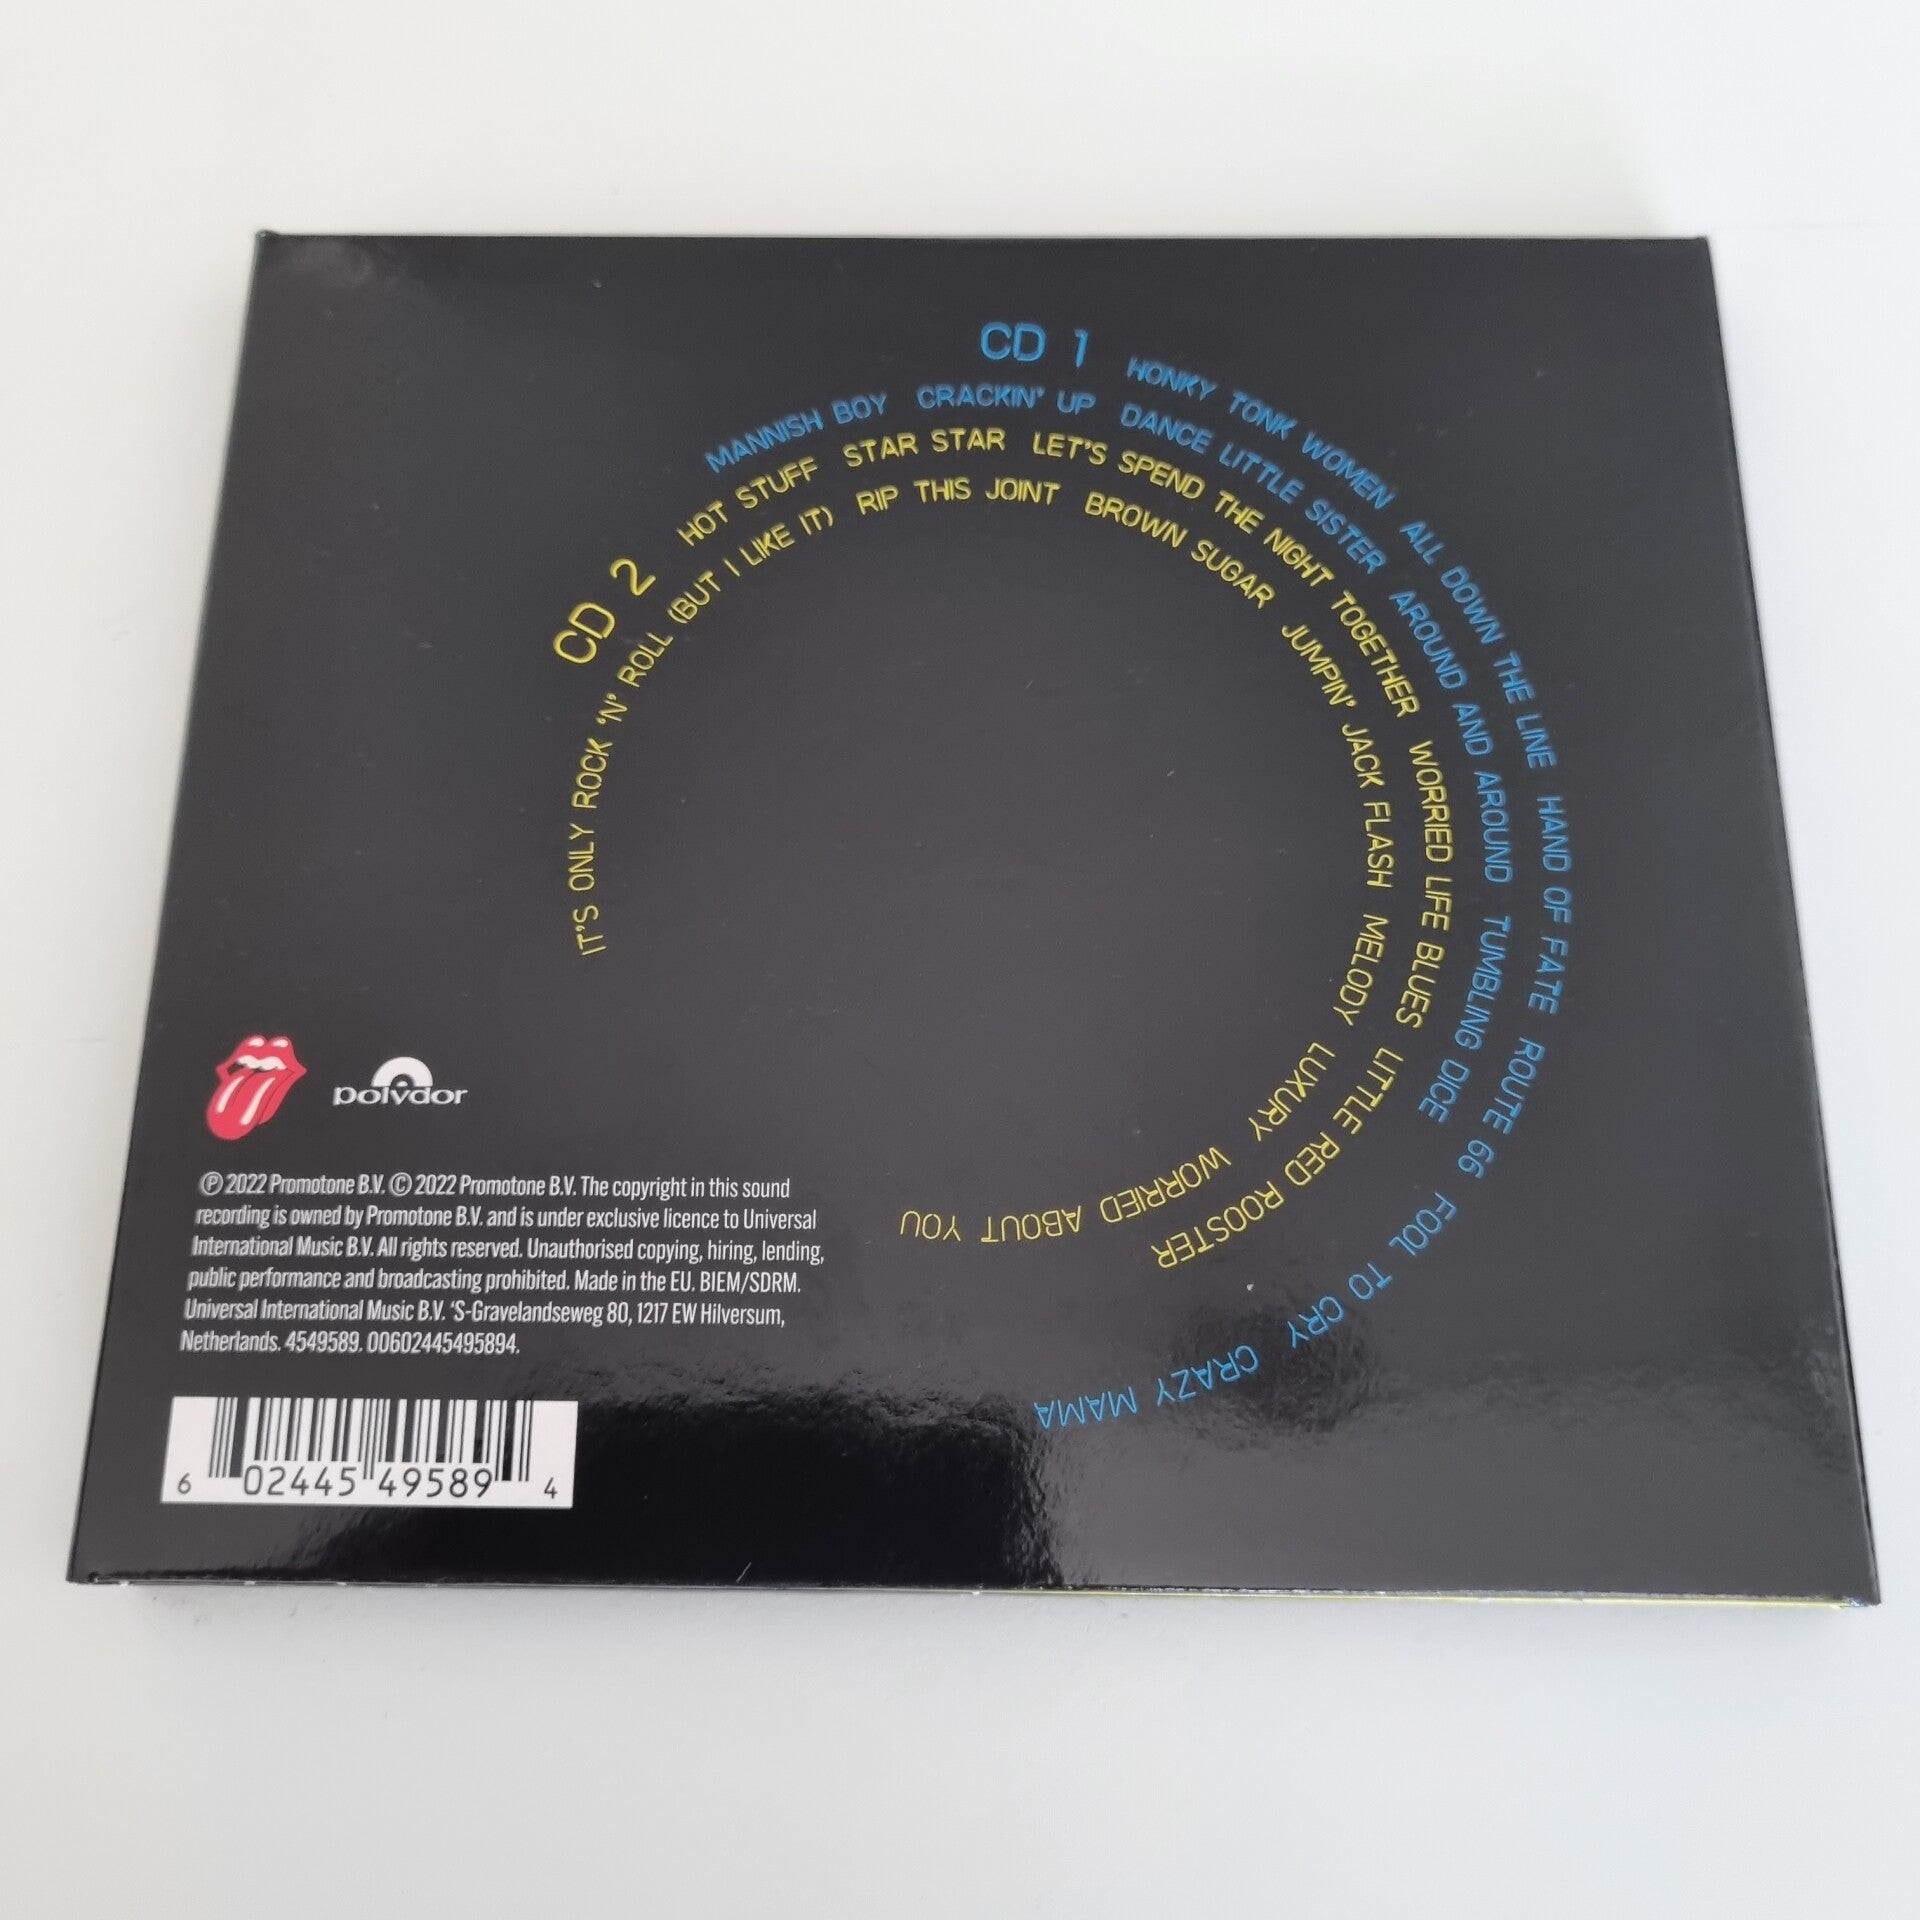 CD 1
HONKY TONK WOMEN ALL DOWN THE LINE HAND OF FATE ROUTE 66 FOOL TO CRY CRAZY MAMA
MANNISH BOY CRACKIN' UP DANCE LITTLE SISTER AROUND AND AROUND TUMBLING DICE
CD 2
HOT STUFF STAR STAR LET'S SPEND THE NIGHT TOGETHER WORRIED LIFE BLUES LITTLE RED ROOSTER
IT'S ONLY ROCK 'N' ROLL (BUT I LIKE IT) RIP THIS JOINT BROWN SUGAR JUMPIN' JACK FLASH MELODY LUXURY WORRIED ABOUT YOU
polydor
℗ 2022 Promotone B.V. © 2022 Promotone B.V. The copyright in this sound
recording is owned by Promotone B.V. and is under exclusive licence to Universal
International Music B.V. All rights reserved. Unauthorised copying, hiring, lending,
public performance and broadcasting prohibited. Made in the EU. BIEM/SDRM.
Universal International Music B.V. 'S-Gravelandseweg 80, 1217 EW Hilversum,
Netherlands. 4549589. 00602445495894.
6 02445 49589 4